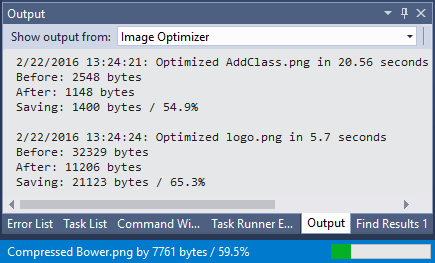 Output
Show output from: Image Optimizer
2/22/2016 13:24:21: Optimized AddClass.png in 20.56 seconds
Before: 2548 bytes
After: 1148 bytes
Saving: 1400 bytes / 54.9%
2/22/2016 13:24:24: Optimized logo.png in 5.7 seconds
Before: 32329 bytes
After: 11206 bytes
Saving: 21123 bytes / 65.3%
Error List Task List Command Wi... Task Runner E... Output Find Results 1
Compressed Bower.png by 7761 bytes / 59.5%